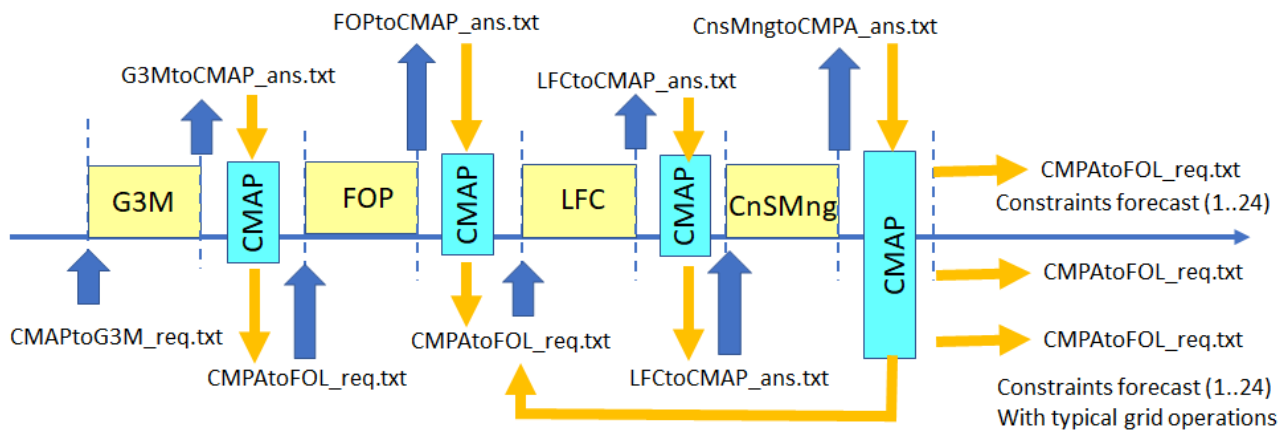 FOPtoCMAP_ans.txt
CnsMngtoCMPA_ans.txt
G3MtoCMAP_ans.txt
LFCtoCMAP_ans.txt
G3M
CMAP
FOP
CMAP
LFC
CMAP
CnSMng
CMAP
CMPAtoFOL_req.txt
Constraints forecast (1..24)
CMPAtoFOL_req.txt
CMAPtoG3M_req.txt
CMPAtoFOL_req.txt
CMPAtoFOL_req.txt
CMPAtoFOL_req.txt
LFCtoCMAP_ans.txt
Constraints forecast (1..24)
With typical grid operations